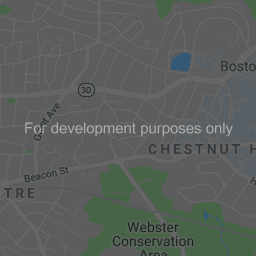 Bosto
30
Grant Ave
For development purposes only
CHESTNUT H
Beacon St
TRE
Webster
Conservation
Area